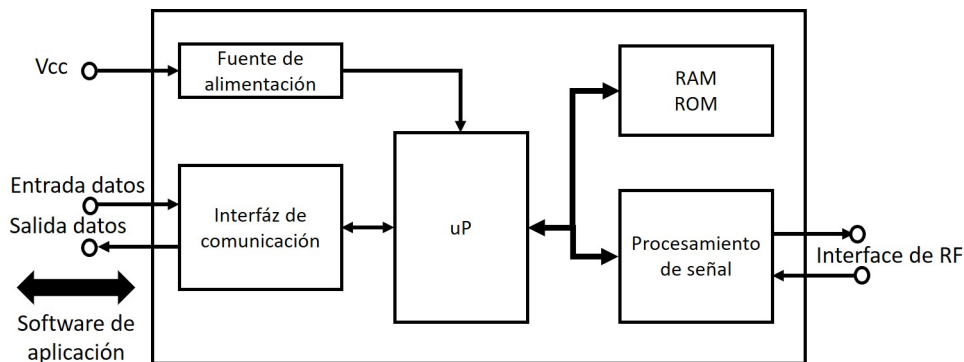 Vcc
Fuente de
alimentación
RAM
ROM
Entrada datos
Salida datos
Interfáz de
comunicación
uP
Procesamiento
de señal
Interface de RF
Software de
aplicación